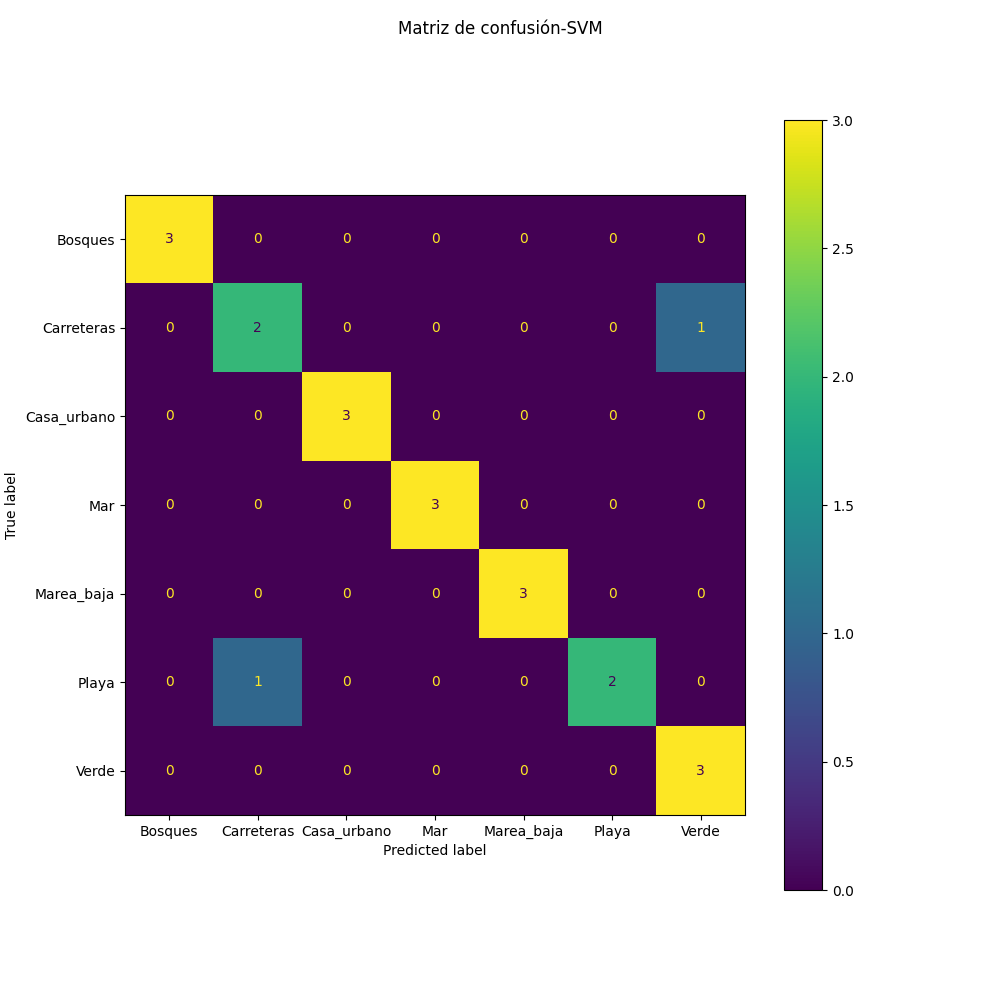 Matriz de confusión-SVM
3.0
2.5
2.0
1.5
1.0
0.5
0.0
True label
Bosques 3 0 0 0 0 0 0
Carreteras 0 2 0 0 0 0 1
Casa_urbano 0 0 3 0 0 0 0
Mar 0 0 0 3 0 0 0
Marea_baja 0 0 0 0 3 0 0
Playa 0 1 0 0 0 2 0
Verde 0 0 0 0 0 0 3
Bosques Carreteras Casa_urbano Mar Marea_baja Playa Verde
Predicted label